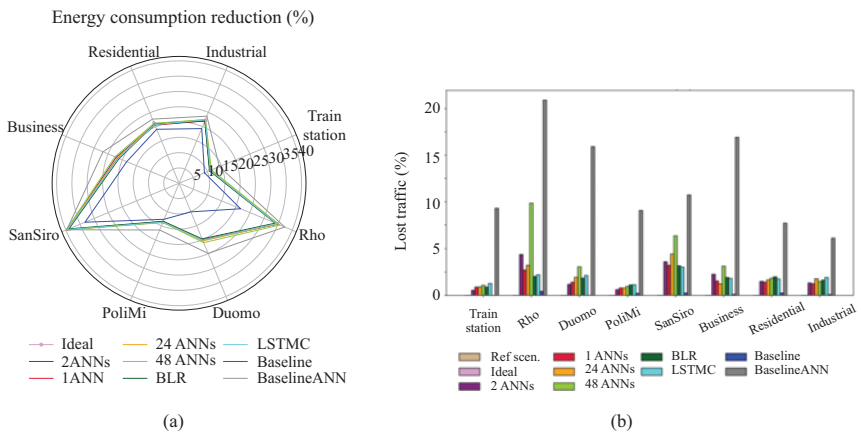 Energy consumption reduction (%)
Residential
Industrial
Business
Train
station
5 10 15 20 25 30 35 40
SanSiro
Rho
PoliMi
Duomo
Ideal
2ANNs
1ANN
24 ANNs
48 ANNs
BLR
LSTMC
Baseline
BaselineANN
(a)
Lost traffic (%)
20
15
10
5
0
Train
station
Rho
Duomo
PoliMi
SanSiro
Business
Residential
Industrial
Ref scen.
Ideal
2 ANNs
1 ANNs
24 ANNs
48 ANNs
BLR
LSTMC
Baseline
BaselineANN
(b)